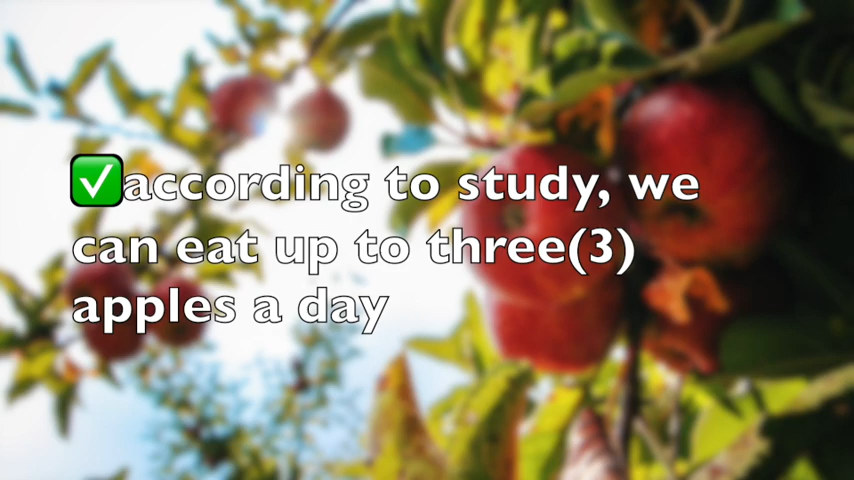 ✅according to study, we
can eat up to three(3)
apples a day